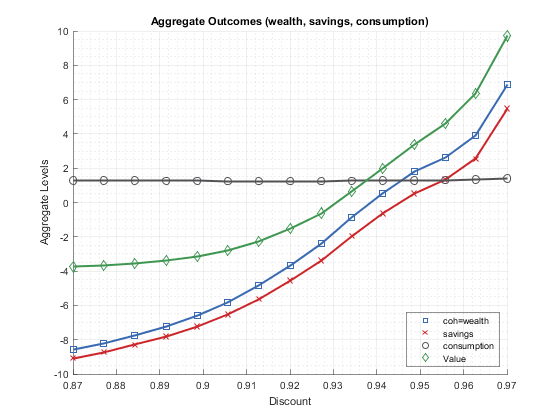 Aggregate Outcomes (wealth, savings, consumption)
10
8
6
4
2
0
-2
-4
-6
-8
-10
Aggregate Levels
0.87 0.88 0.89 0.9 0.91 0.92 0.93 0.94 0.95 0.96 0.97
Discount
coh=wealth
savings
consumption
Value